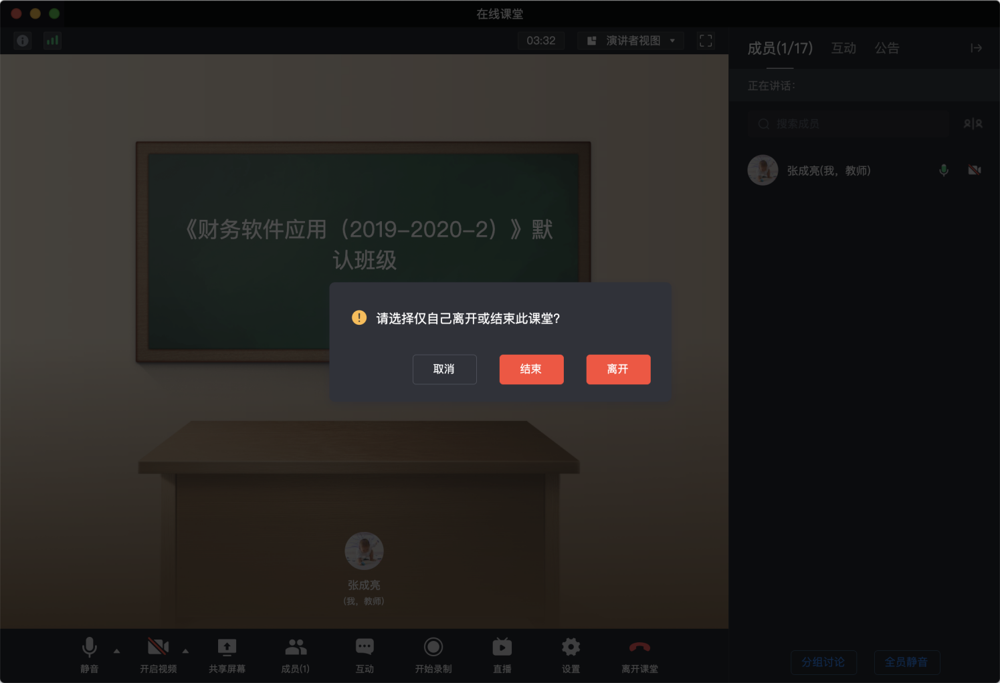 在线课堂
03:32
演讲者视图
成员(1/17)
互动
公告
正在讲话:
搜索成员
张成亮(我，教师)
《财务软件应用（2019-2020-2）》默
认班级
请选择仅自己离开或结束此课堂?
取消
结束
离开
张成亮
(我，教师)
静音
开启视频
共享屏幕
成员(1)
互动
开始录制
直播
设置
离开课堂
分组讨论
全员静音